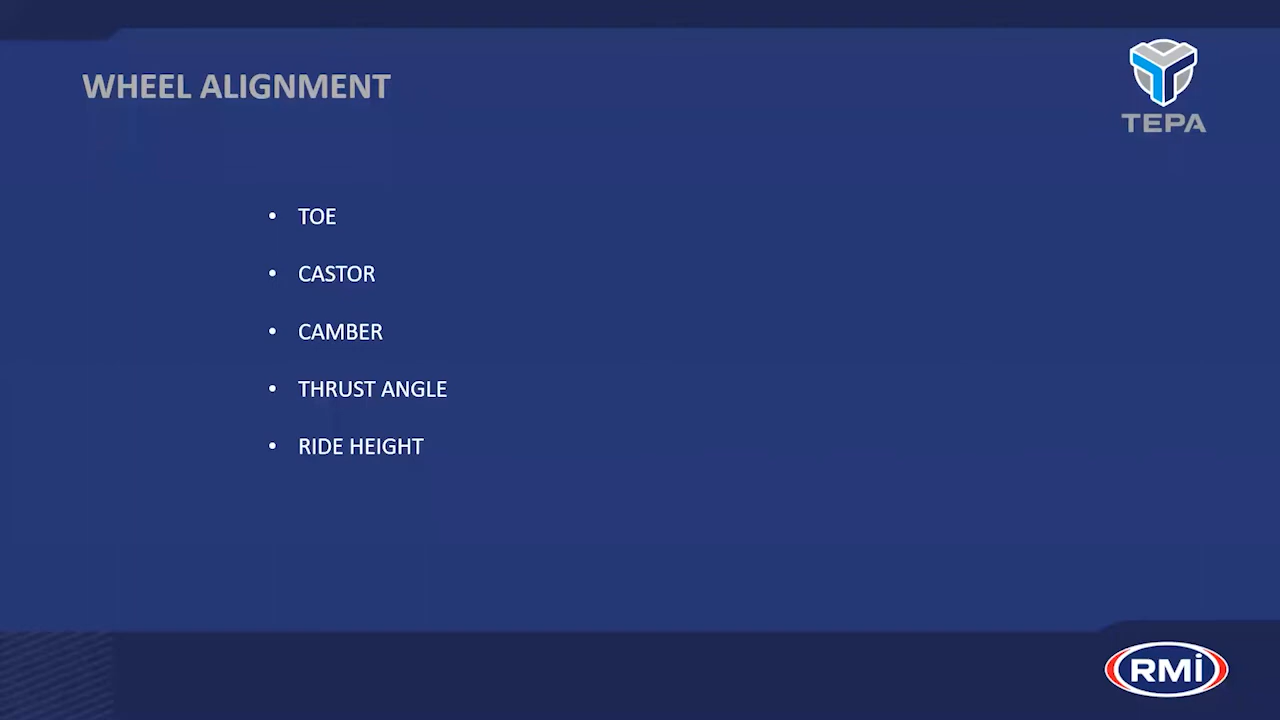 WHEEL ALIGNMENT
TEPA
• TOE
• CASTOR
• CAMBER
• THRUST ANGLE
• RIDE HEIGHT
RMi